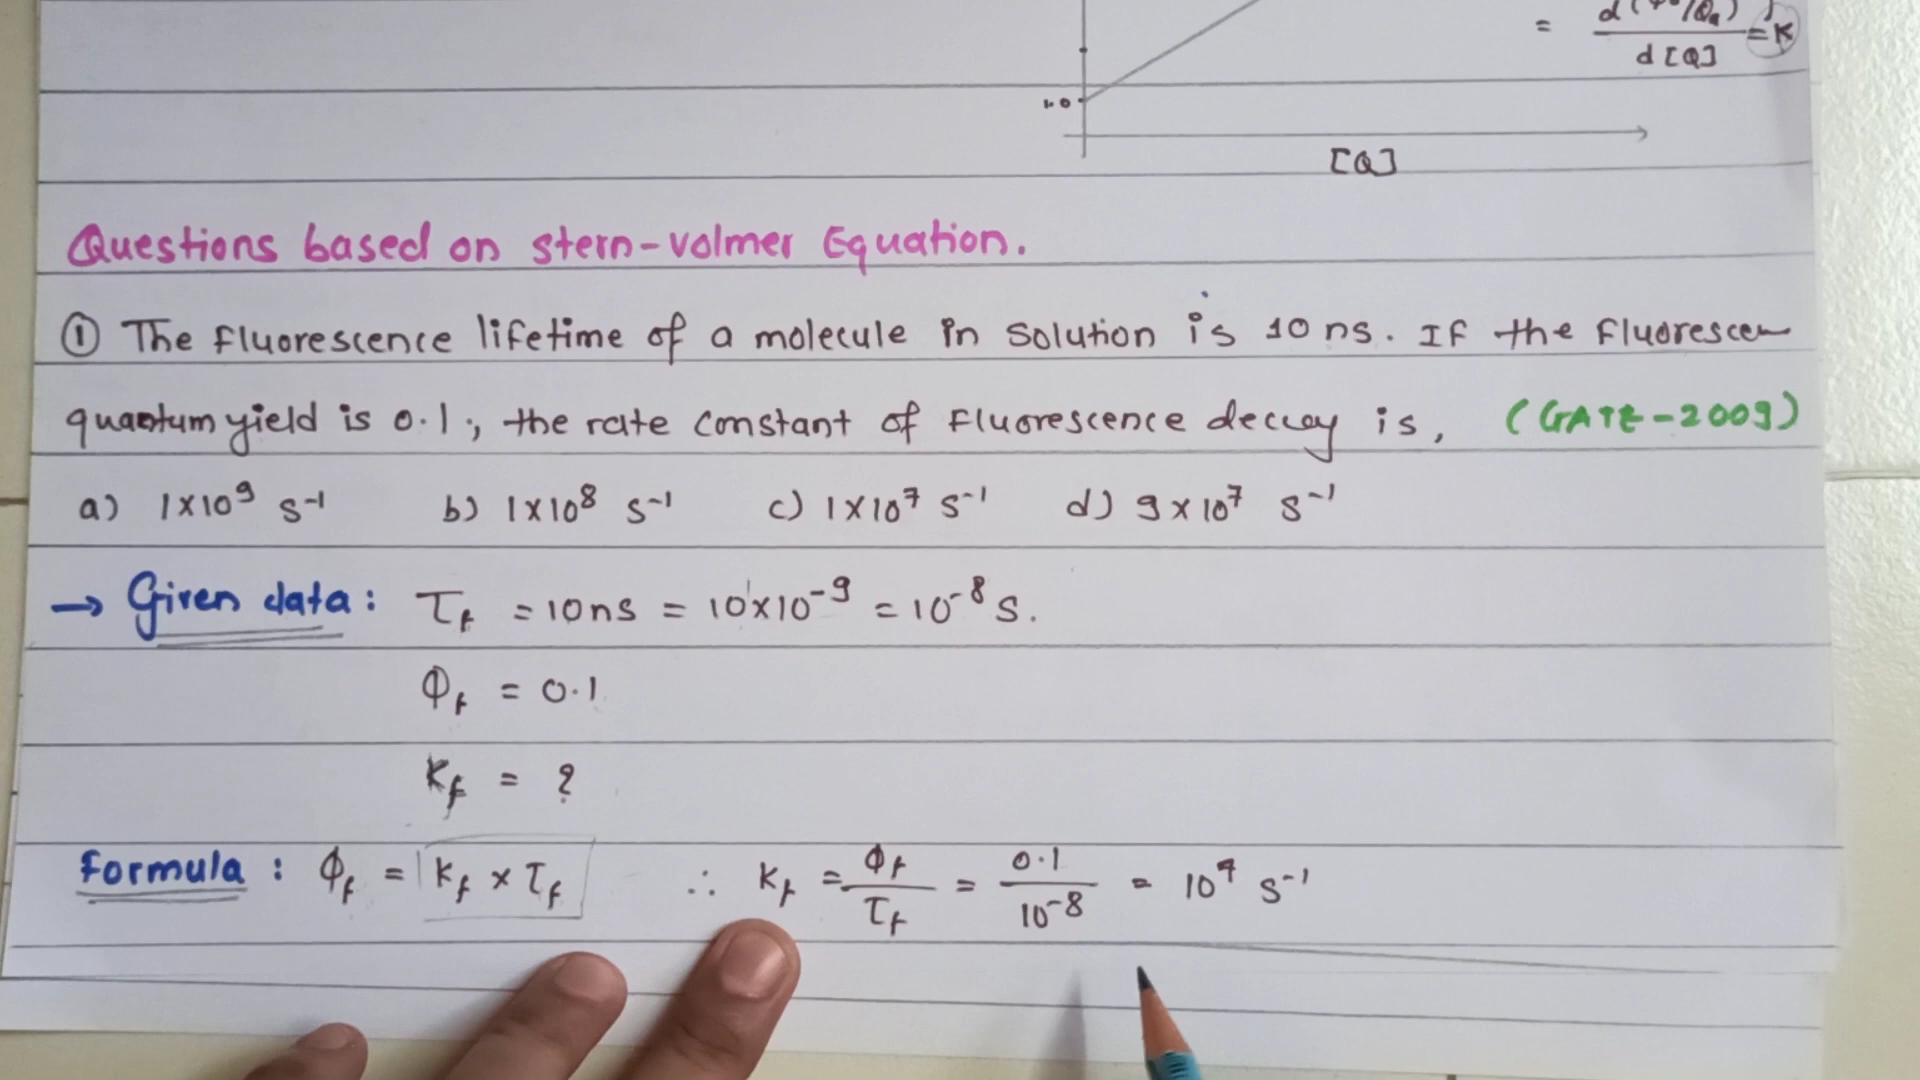 =
d[Q]
= K
1.0
[Q]
Questions based on stern-volmer Equation.
① The fluorescence lifetime of a molecule in solution is 10 ns. If the fluorescen
quantum yield is 0.1, the rate constant of fluorescence deccay is, (GATE-2009)
a) 1×10⁹ s⁻¹ b) 1×10⁸ s⁻¹ c) 1×10⁷ s⁻¹ d) 9×10⁷ s⁻¹
→ Given data: τf = 10ns = 10×10⁻⁹ = 10⁻⁸ s.
Φf = 0.1
Kf = ?
Formula: Φf = Kf × τf ∴ Kf = Φf / τf = 0.1 / 10⁻⁸ = 10⁷ s⁻¹